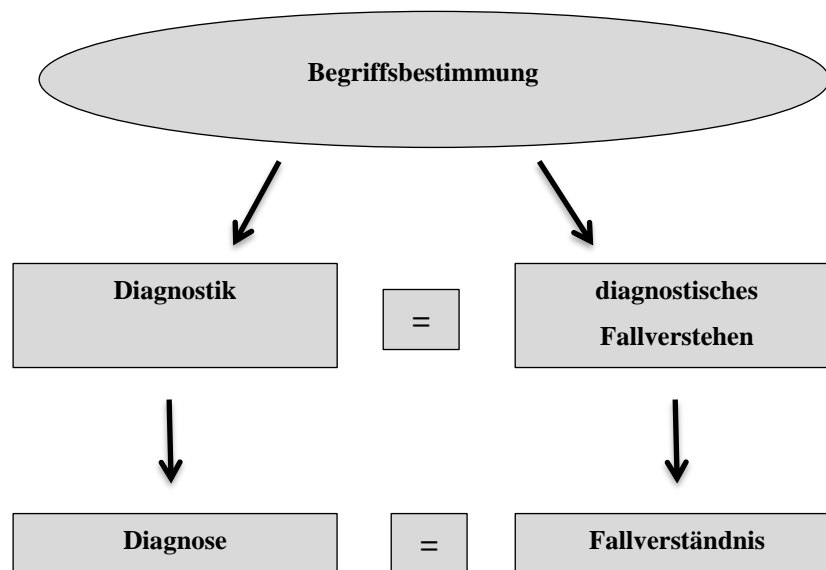 Begriffsbestimmung
Diagnostik
=
diagnostisches
Fallverstehen
Diagnose
=
Fallverständnis